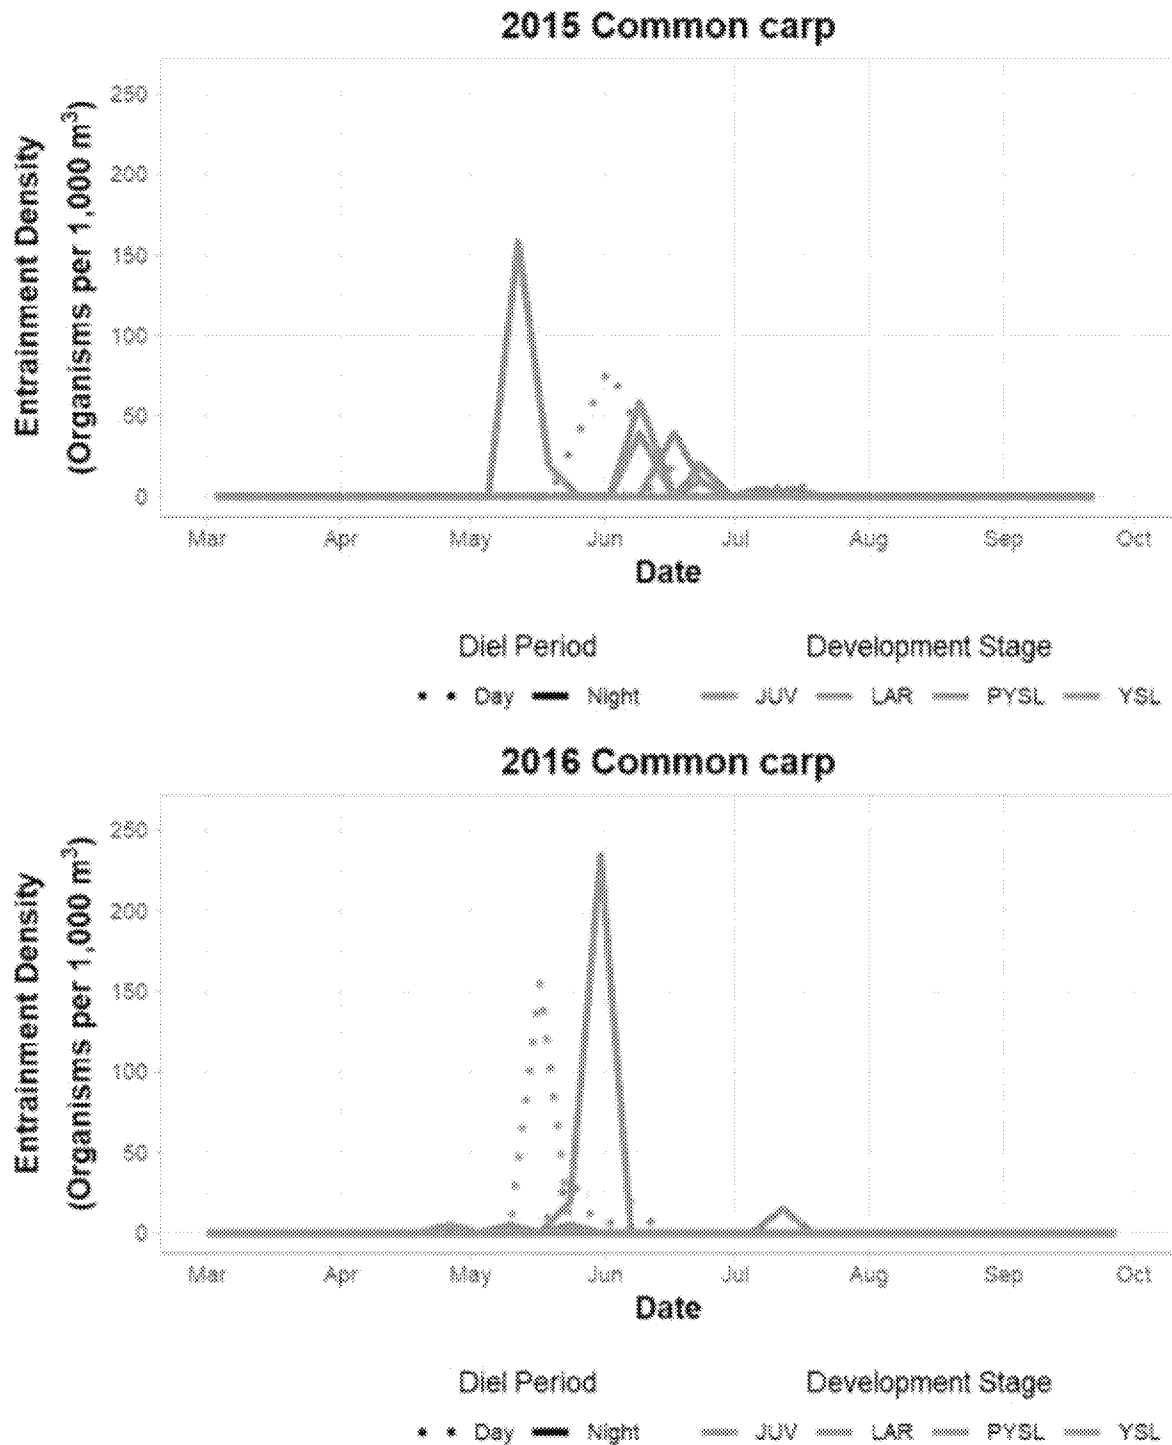 2015 Common carp
Entrainment Density
(Organisms per 1,000 m³)
250
200
150
100
50
0
Mar Apr May Jun Jul Aug Sep Oct
Date
Diel Period Development Stage
Day Night JUV LAR PYSL YSL
2016 Common carp
Entrainment Density
(Organisms per 1,000 m³)
250
200
150
100
50
0
Mar Apr May Jun Jul Aug Sep Oct
Date
Diel Period Development Stage
Day Night JUV LAR PYSL YSL